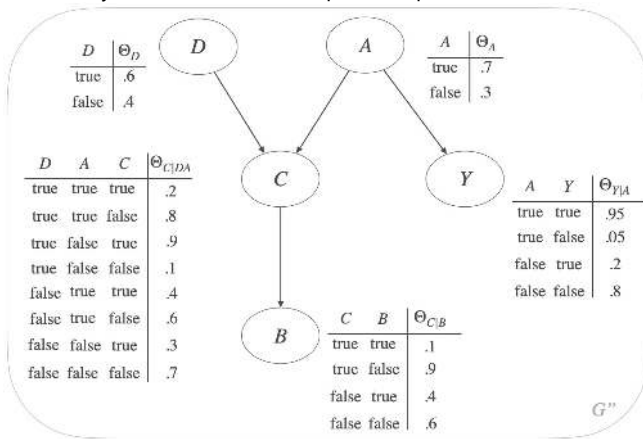 D Θ_D
true .6
false .4
D
A
A Θ_A
true .7
false .3
D A C Θ_{C|DA}
true true true .2
true true false .8
true false true .9
true false false .1
false true true .4
false true false .6
false false true .3
false false false .7
C
Y
A Y Θ_{Y|A}
true true .95
true false .05
false true .2
false false .8
B
C B Θ_{C|B}
true true .1
true false .9
false true .4
false false .6
G”